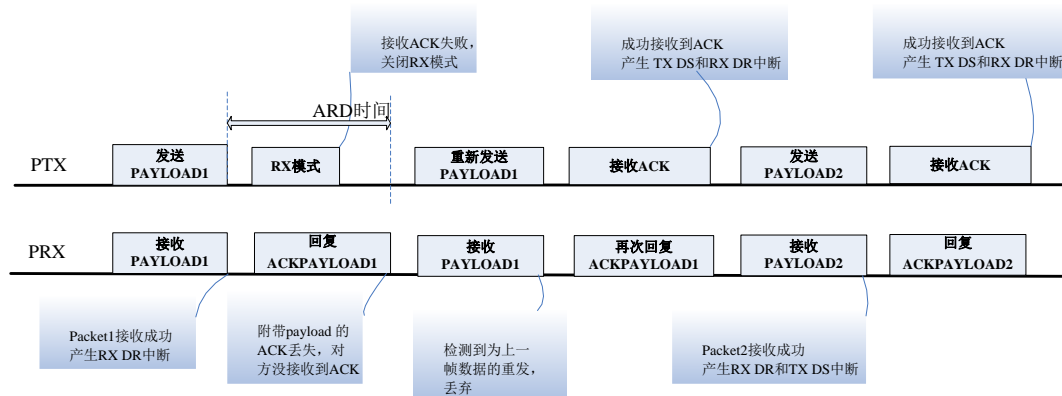 接收ACK失败，
关闭RX模式
成功接收到ACK
产生 TX DS和RX DR中断
成功接收到ACK
产生 TX DS和RX DR中断
ARD时间
PTX
发送
PAYLOAD1
RX模式
重新发送
PAYLOAD1
接收ACK
发送
PAYLOAD2
接收ACK
PRX
接收
PAYLOAD1
回复
ACKPAYLOAD1
接收
PAYLOAD1
再次回复
ACKPAYLOAD1
接收
PAYLOAD2
回复
ACKPAYLOAD2
Packet1接收成功
产生RX DR中断
附带payload 的
ACK丢失，对
方没接收到ACK
检测到为上一
帧数据的重发，
丢弃
Packet2接收成功
产生RX DR和TX DS中断